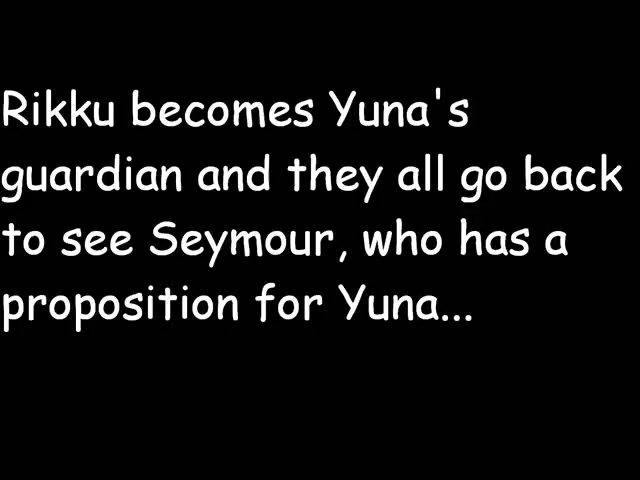 Rikku becomes Yuna's
guardian and they all go back
to see Seymour, who has a
proposition for Yuna...